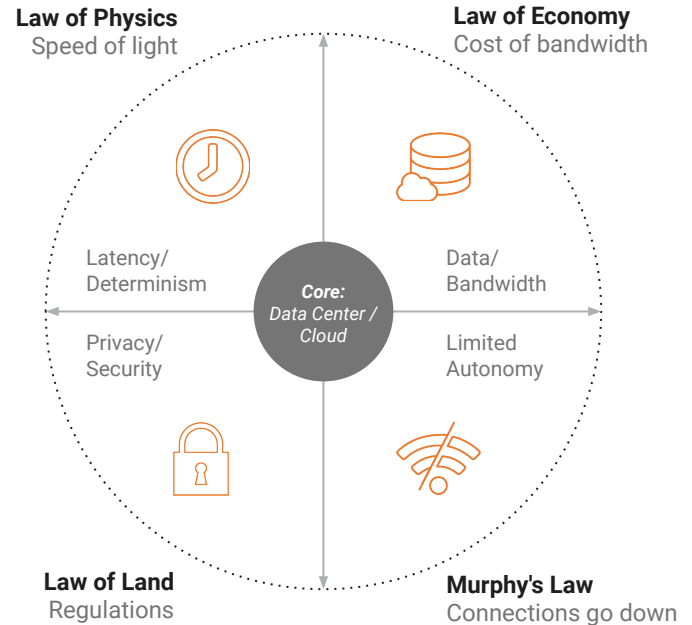 Law of Physics
Speed of light
Law of Economy
Cost of bandwidth
Latency/
Determinism
Data/
Bandwidth
Core:
Data Center /
Cloud
Privacy/
Security
Limited
Autonomy
Law of Land
Regulations
Murphy's Law
Connections go down